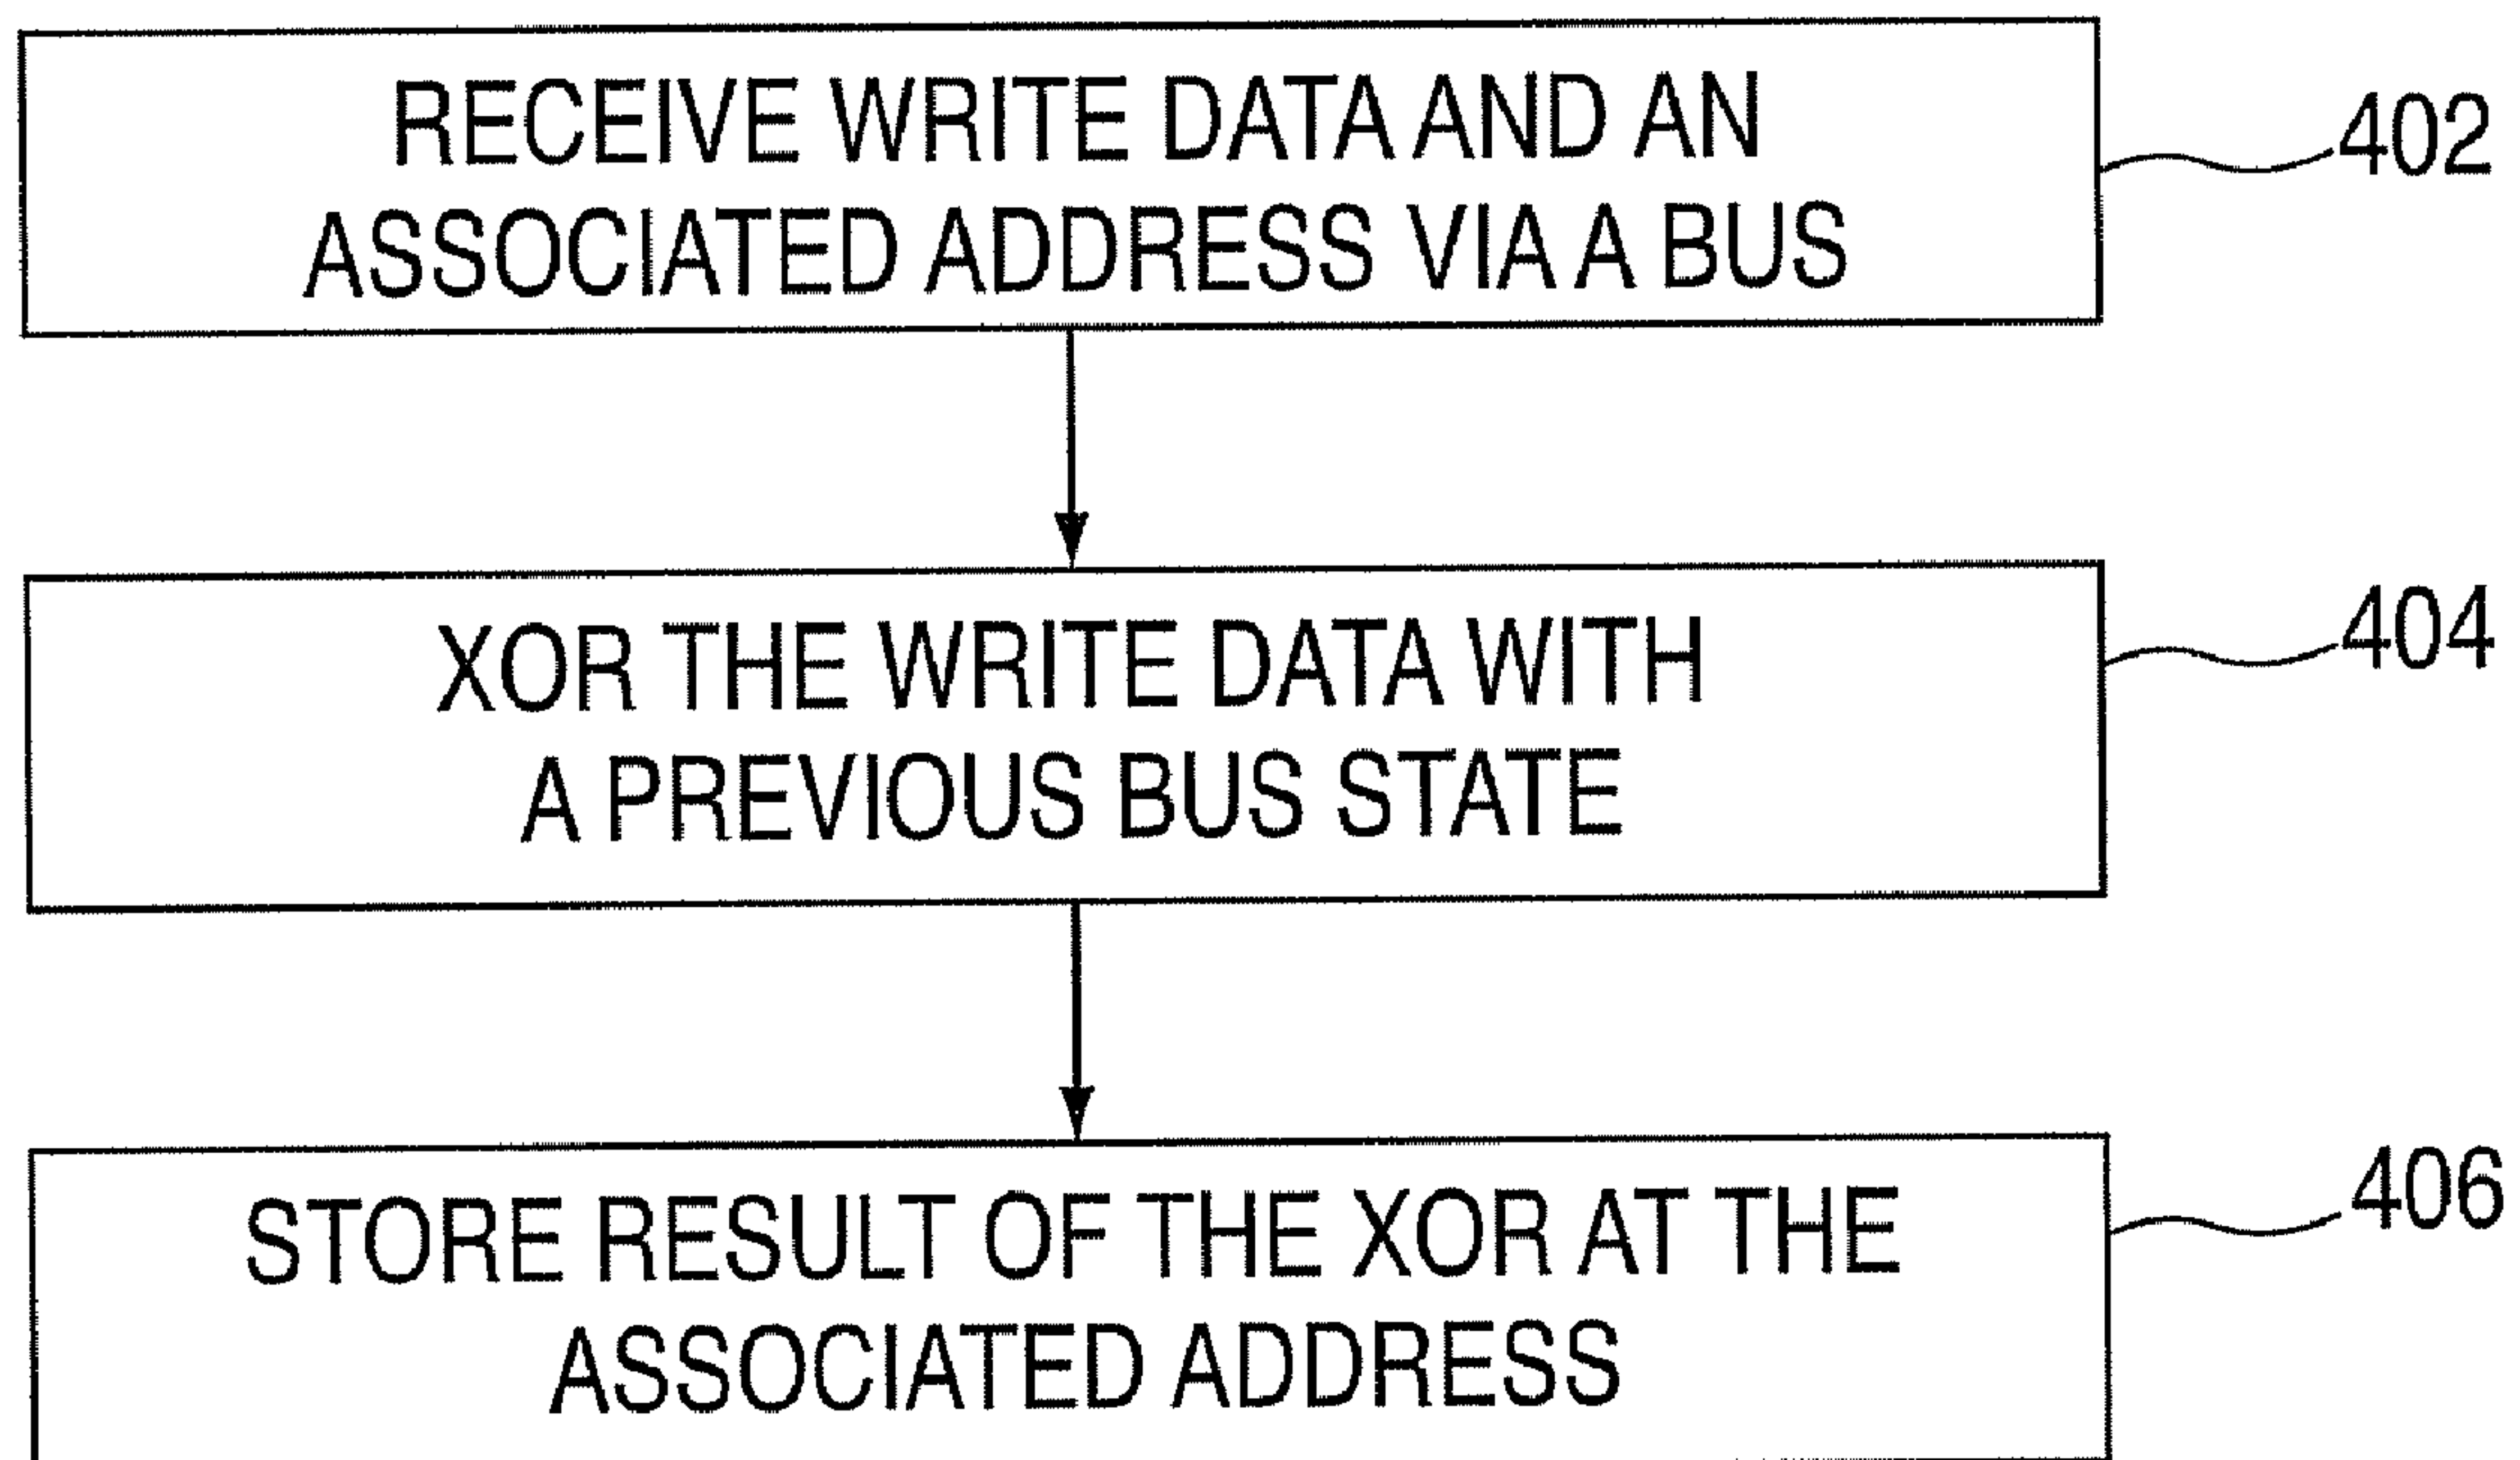 RECEIVE WRITE DATA AND AN
ASSOCIATED ADDRESS VIA A BUS
402
XOR THE WRITE DATA WITH
A PREVIOUS BUS STATE
404
STORE RESULT OF THE XOR AT THE
ASSOCIATED ADDRESS
406